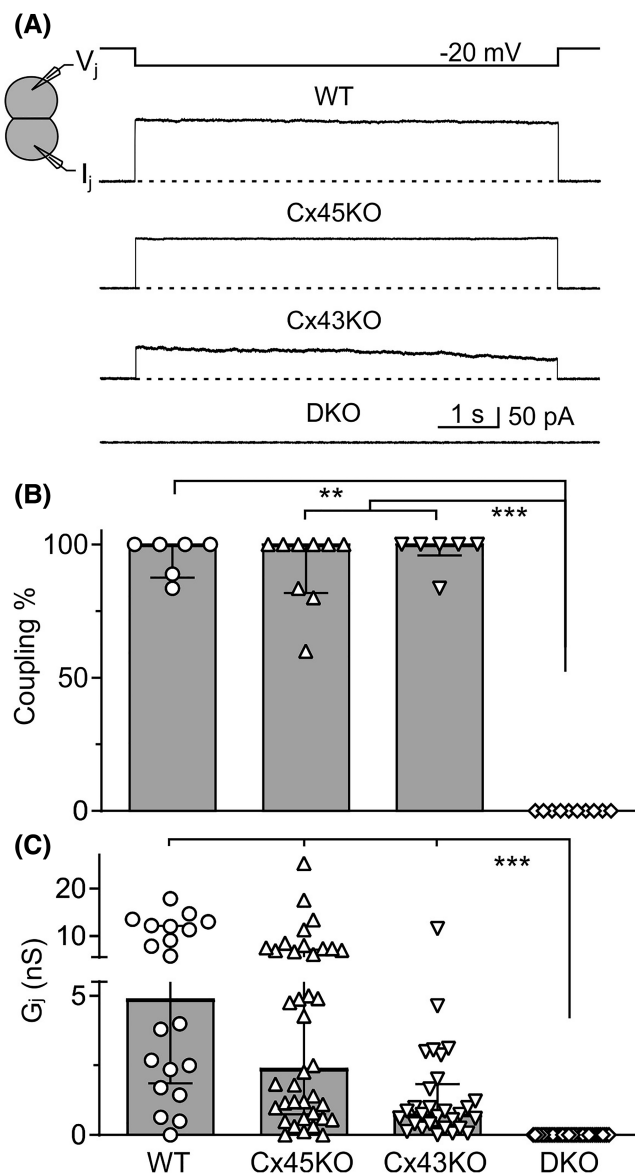 (A)
Vj
-20 mV
WT
Ij
Cx45KO
Cx43KO
DKO
1 s
50 pA
(B)
**
***
Coupling %
100
50
0
(C)
***
Gj (nS)
20
10
5
0
WT
Cx45KO
Cx43KO
DKO